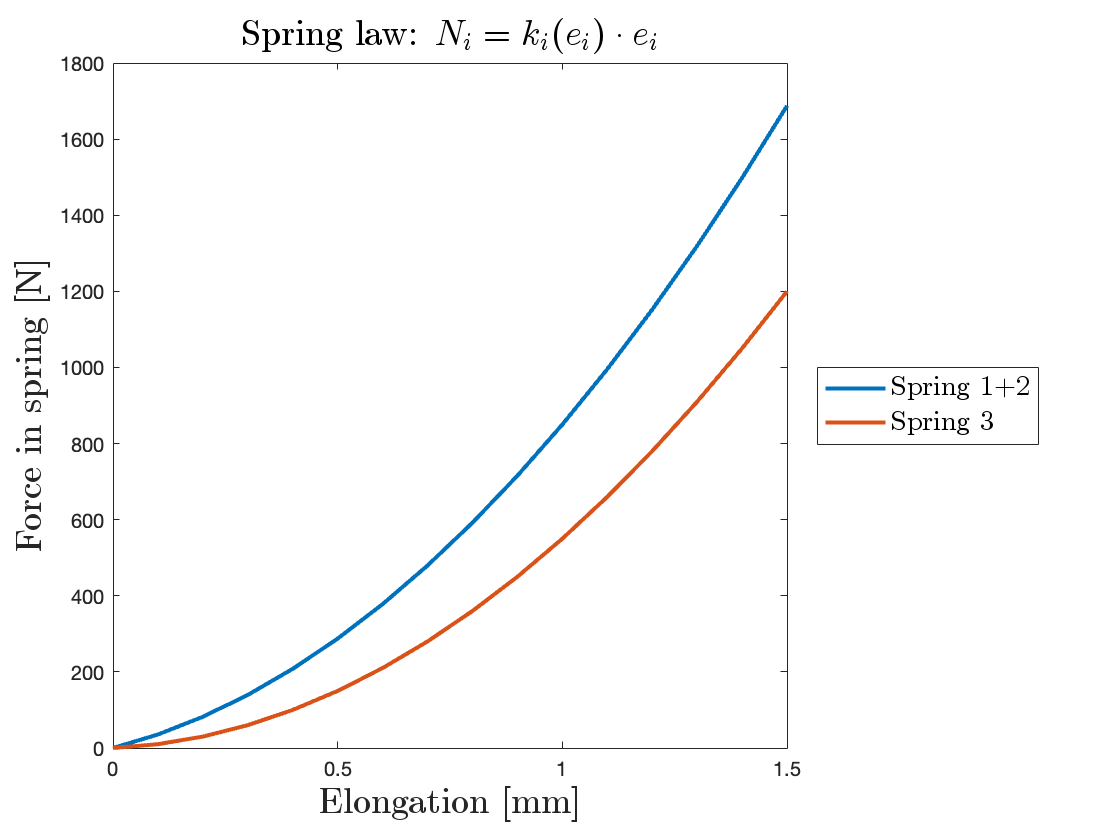 Spring law: N_i = k_i(e_i) · e_i
1800
1600
1400
1200
1000
800
600
400
200
0
Force in spring [N]
0 0.5 1 1.5
Elongation [mm]
Spring 1+2
Spring 3